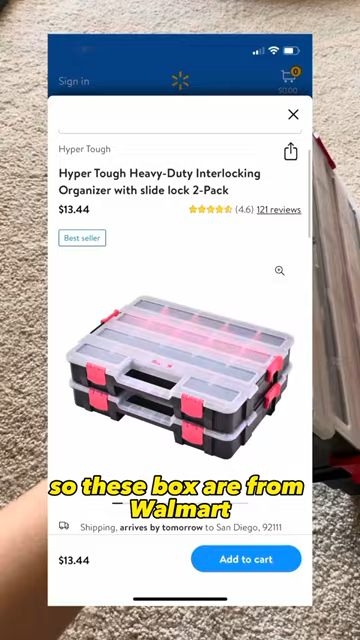 Sign in
0
$0.00
Hyper Tough
Hyper Tough Heavy-Duty Interlocking
Organizer with slide lock 2-Pack
$13.44
(4.6) 121 reviews
Best seller
so these box are from
Walmart
Shipping, arrives by tomorrow to San Diego, 92111
$13.44
Add to cart